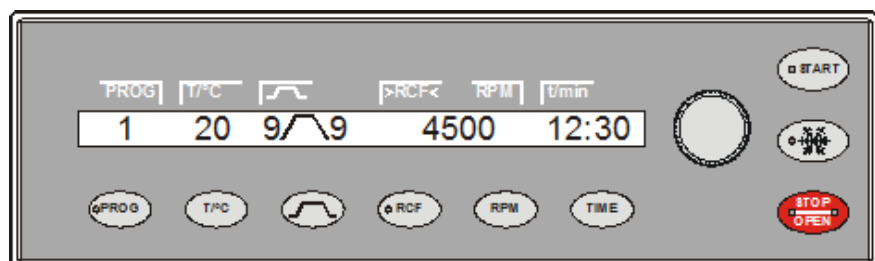 PROG T/°C >RCF< RPM t/min
START
1 20 9 9 4500 12:30
PROG T/°C RCF RPM TIME
STOP
OPEN